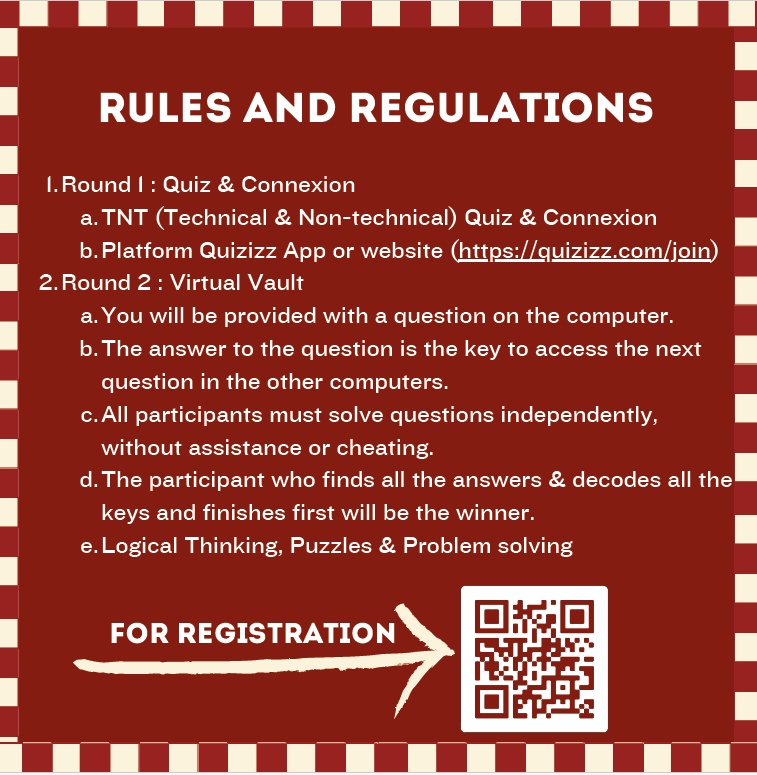 RULES AND REGULATIONS
1. Round 1 : Quiz & Connexion
a. TNT (Technical & Non-technical) Quiz & Connexion
b. Platform Quizizz App or website (https://quizizz.com/join)
2. Round 2 : Virtual Vault
a. You will be provided with a question on the computer.
b. The answer to the question is the key to access the next
question in the other computers.
c. All participants must solve questions independently,
without assistance or cheating.
d. The participant who finds all the answers & decodes all the
keys and finishes first will be the winner.
e. Logical Thinking, Puzzles & Problem solving
FOR REGISTRATION